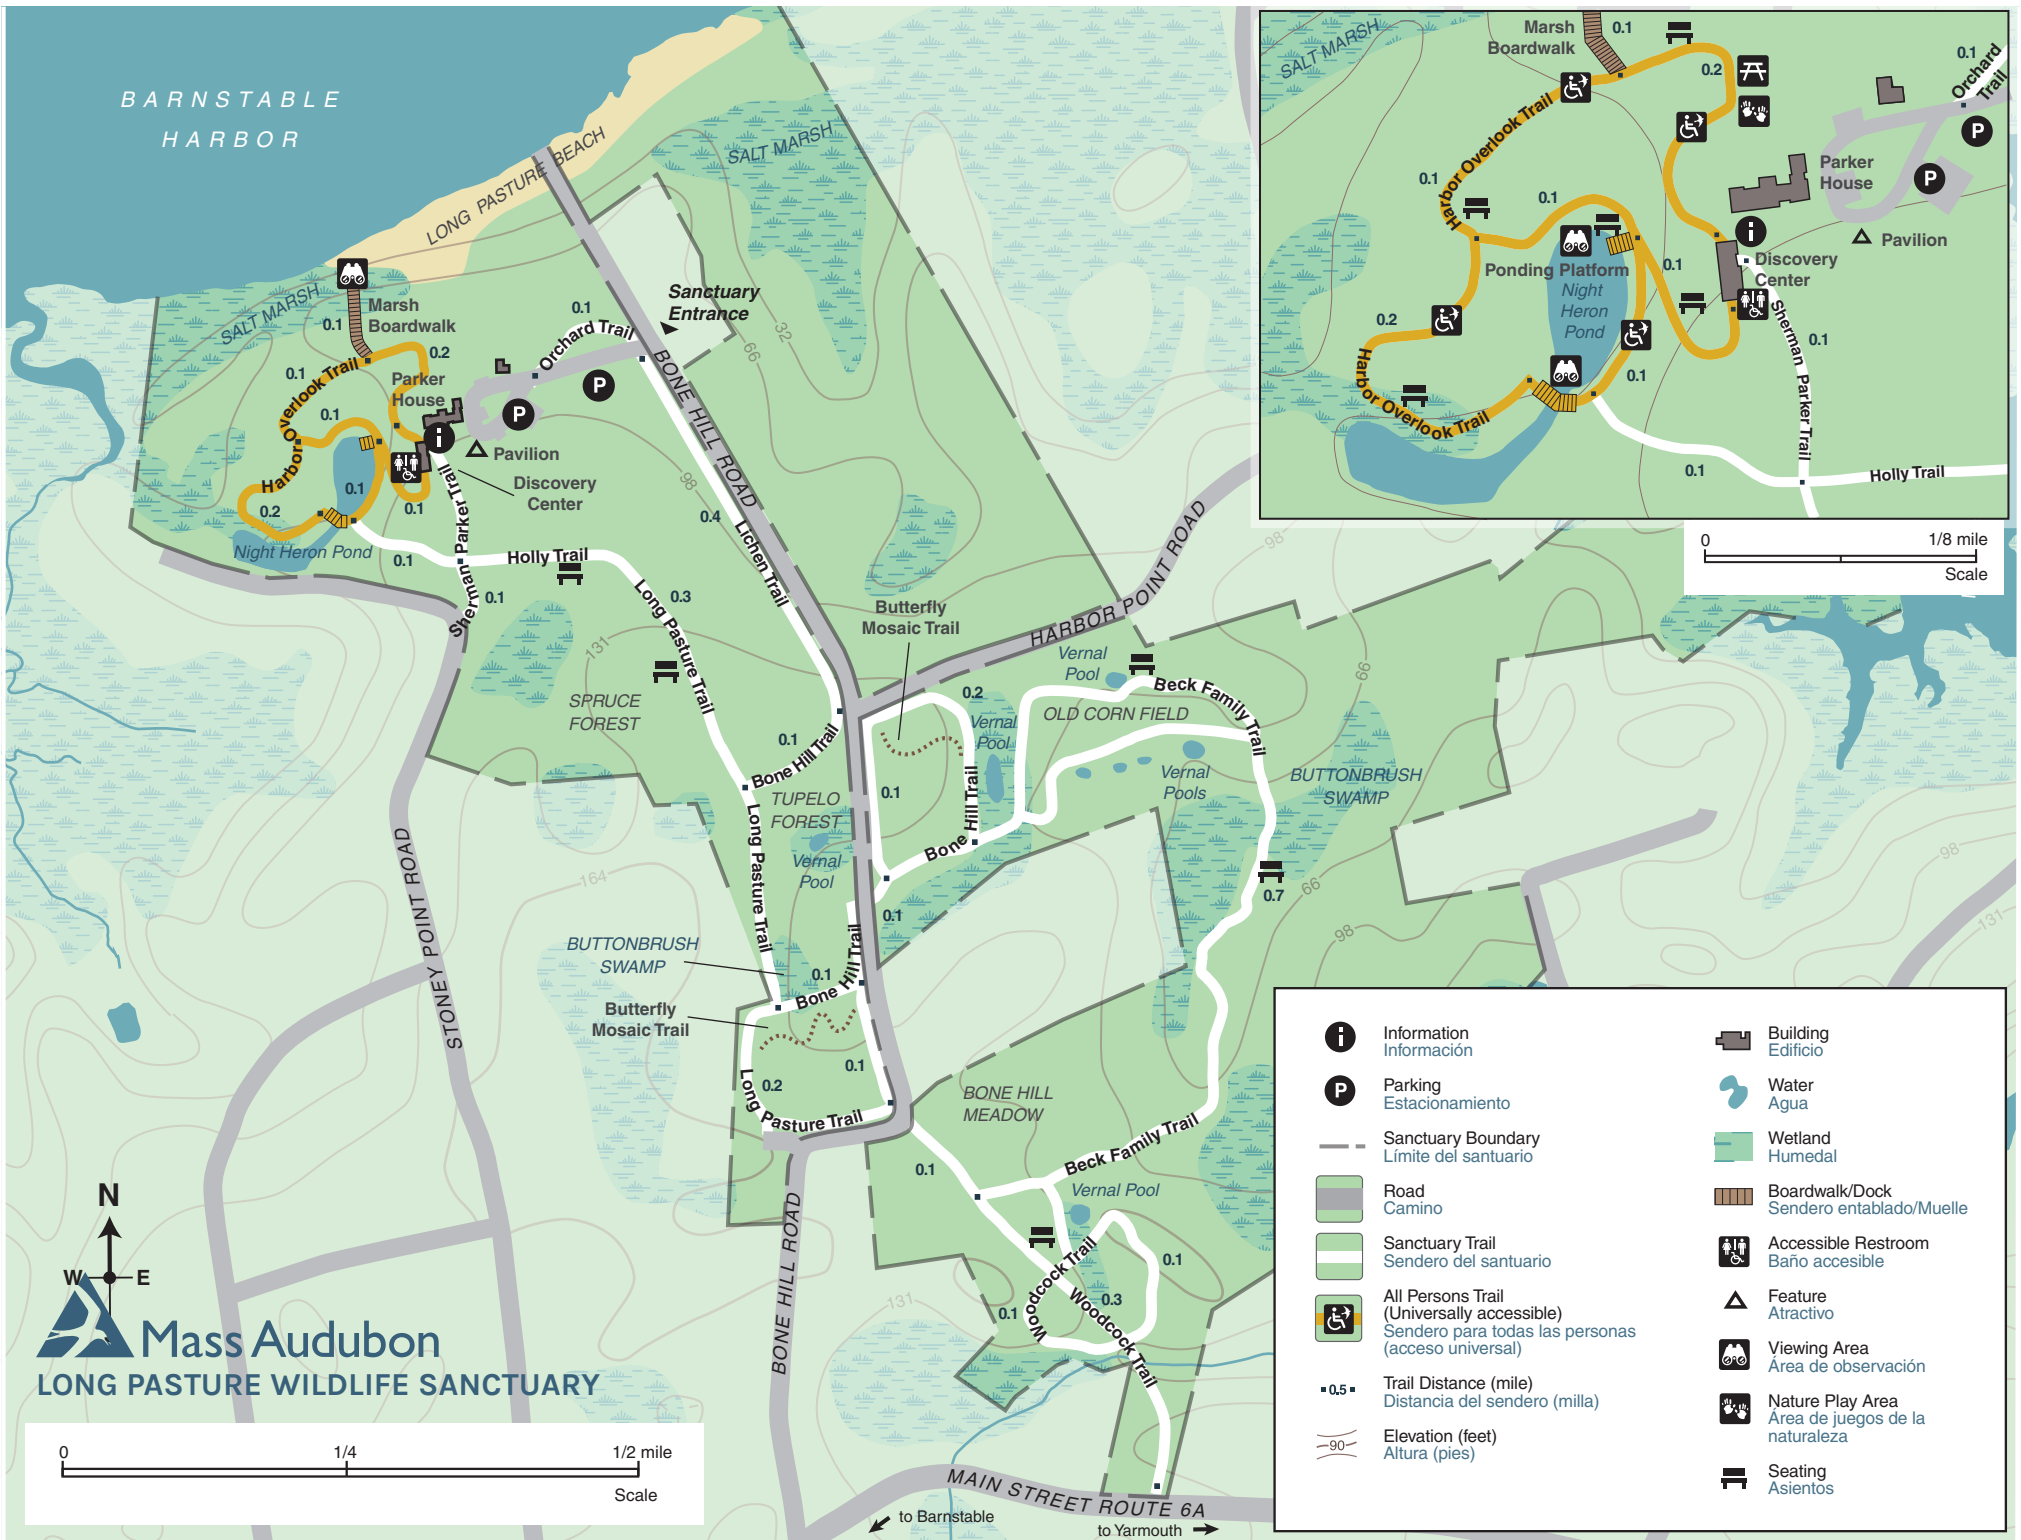 BARNSTABLE
HARBOR
LONG PASTURE BEACH
SALT MARSH
SALT MARSH
Marsh
Boardwalk
0.1
0.2
0.1
Harbor Overlook Trail
Parker
House
0.1
0.1
0.1
0.2
Night Heron Pond
i
P
P
Pavilion
Discovery
Center
0.1
Orchard Trail
Sanctuary
Entrance
32
66
98
BONE HILL ROAD
0.4
Lichen Trail
Sherman Parker Trail
0.1
0.1
Holly Trail
0.3
Long Pasture Trail
131
SPRUCE
FOREST
HARBOR POINT ROAD
98
Butterfly
Mosaic Trail
0.2
Vernal
Pool
Beck Family Trail
OLD CORN FIELD
Vernal
Pool
Vernal
Pools
66
BUTTONBRUSH
SWAMP
0.1
Bone Hill Trail
TUPELO
FOREST
Vernal
Pool
Long Pasture Trail
0.1
Bone Hill Trail
0.1
0.7
66
98
98
131
STONEY POINT ROAD
164
BUTTONBRUSH
SWAMP
0.1
Bone Hill Trail
Butterfly
Mosaic Trail
0.1
0.2
Long Pasture Trail
BONE HILL
MEADOW
0.1
Beck Family Trail
Vernal Pool
Woodcock Trail
0.1
0.1
0.3
Woodcock Trail
131
BONE HILL ROAD
MAIN STREET ROUTE 6A
to Barnstable
to Yarmouth
N
W
E
Mass Audubon
LONG PASTURE WILDLIFE SANCTUARY
0
1/4
1/2 mile
Scale
SALT MARSH
Marsh
Boardwalk
0.1
0.2
0.1
Orchard
Trail
P
P
Parker
House
Harbor Overlook Trail
0.1
0.1
i
Pavilion
Ponding Platform
Night
Heron
Pond
0.1
Discovery
Center
0.2
Harbor Overlook Trail
0.1
Sherman Parker Trail
0.1
0.1
Holly Trail
0
1/8 mile
Scale
i
Information
Información
P
Parking
Estacionamiento
Sanctuary Boundary
Límite del santuario
Road
Camino
Sanctuary Trail
Sendero del santuario
All Persons Trail
(Universally accessible)
Sendero para todas las personas
(acceso universal)
0.5
Trail Distance (mile)
Distancia del sendero (milla)
90
Elevation (feet)
Altura (pies)
Building
Edificio
Water
Agua
Wetland
Humedal
Boardwalk/Dock
Sendero entablado/Muelle
Accessible Restroom
Baño accesible
Feature
Atractivo
Viewing Area
Área de observación
Nature Play Area
Área de juegos de la
naturaleza
Seating
Asientos